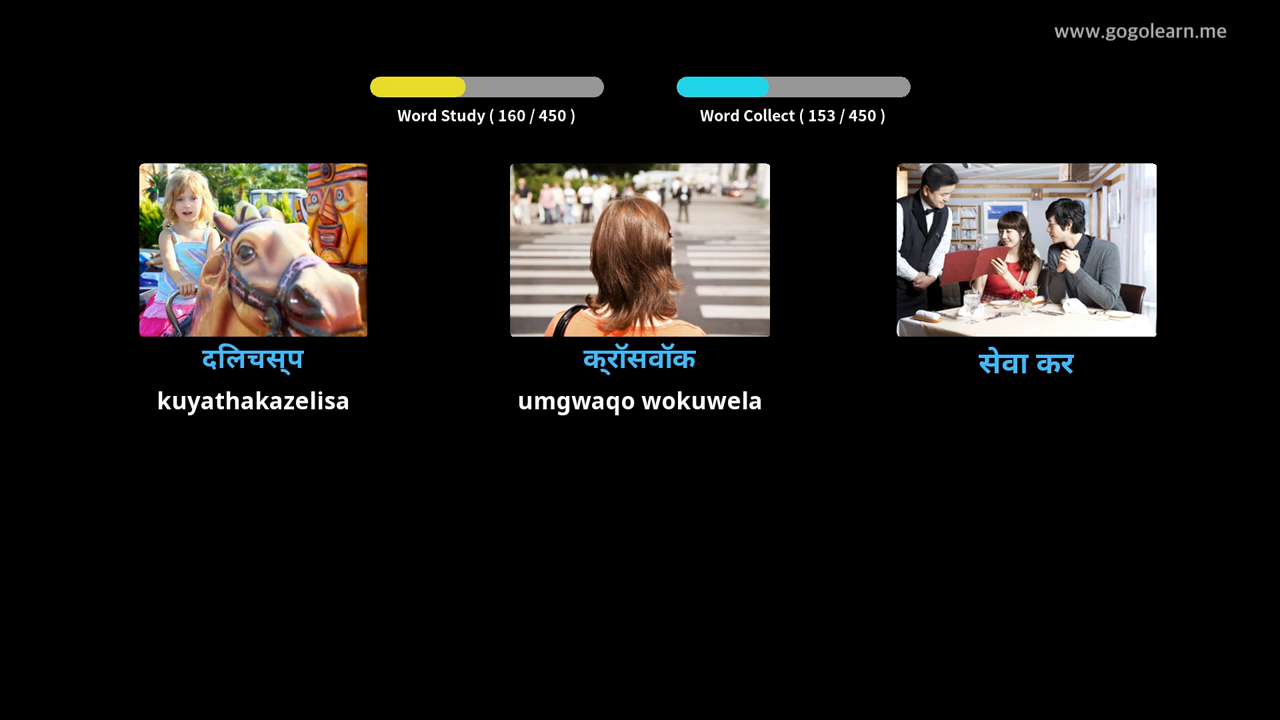 www.gogolearn.me
Word Study ( 160 / 450 )
Word Collect ( 153 / 450 )
दलिचस्प
kuyathakazelisa
क्रॉसवॉक
umgwaqo wokuwela
सेवा कर